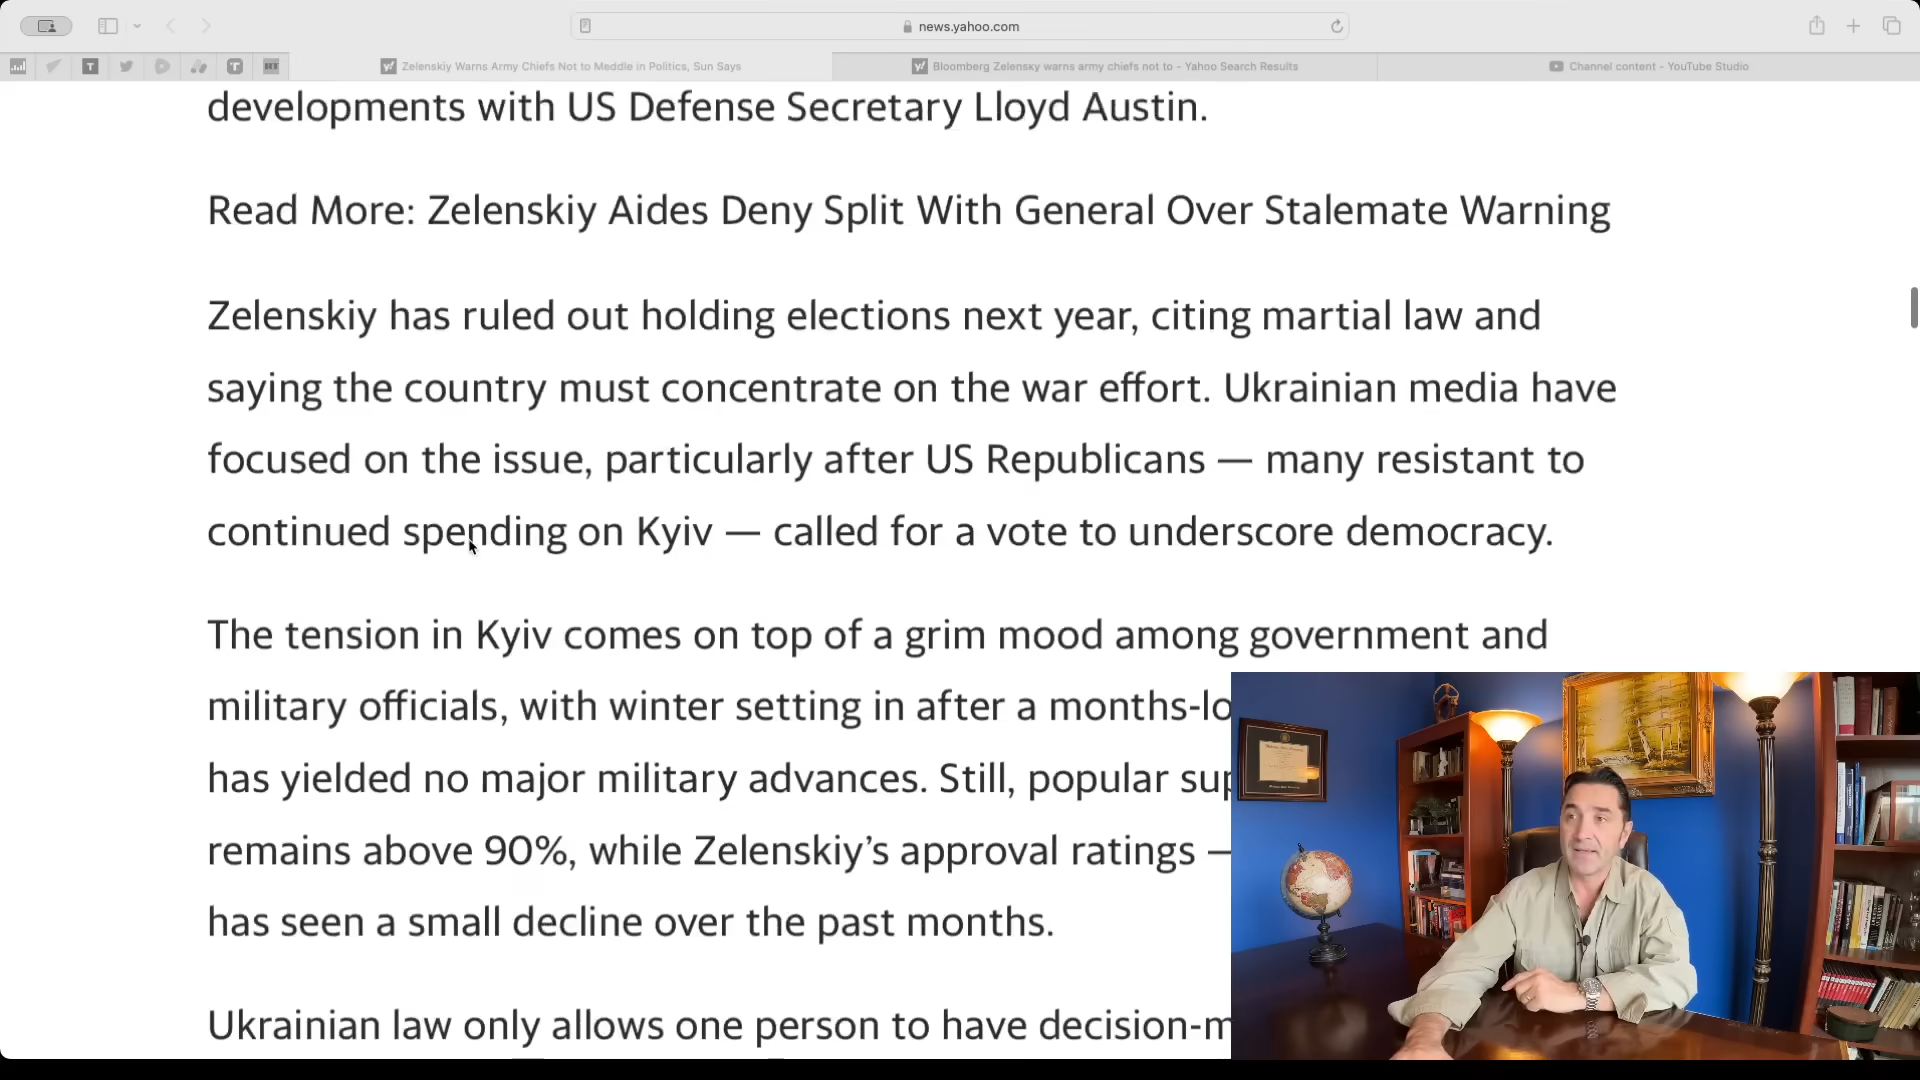 news.yahoo.com
Zelenskiy Warns Army Chiefs Not to Meddle in Politics, Sun Says
Bloomberg Zelensky warns army chiefs not to - Yahoo Search Results
Channel content - YouTube Studio
developments with US Defense Secretary Lloyd Austin.
Read More: Zelenskiy Aides Deny Split With General Over Stalemate Warning
Zelenskiy has ruled out holding elections next year, citing martial law and
saying the country must concentrate on the war effort. Ukrainian media have
focused on the issue, particularly after US Republicans — many resistant to
continued spending on Kyiv — called for a vote to underscore democracy.
The tension in Kyiv comes on top of a grim mood among government and
military officials, with winter setting in after a months-lo
has yielded no major military advances. Still, popular sup
remains above 90%, while Zelenskiy’s approval ratings —
has seen a small decline over the past months.
Ukrainian law only allows one person to have decision-m